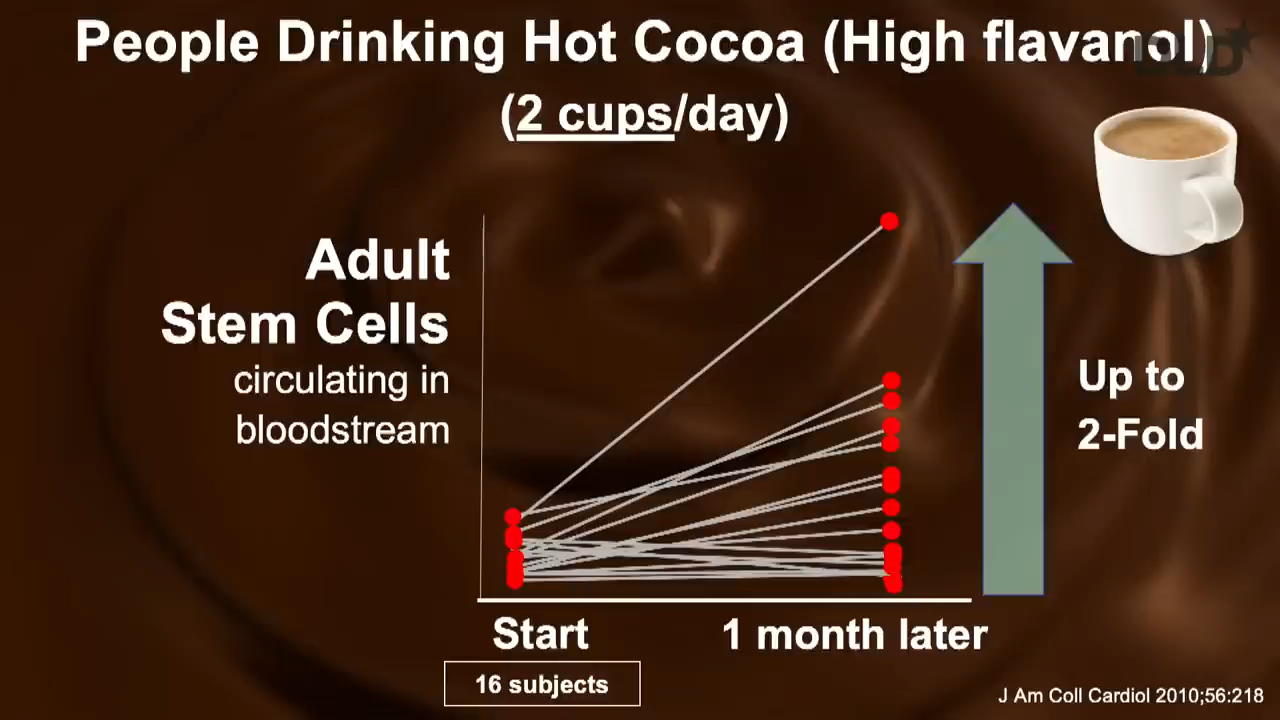 People Drinking Hot Cocoa (High flavanol)
(2 cups/day)
Adult
Stem Cells
circulating in
bloodstream
Up to
2-Fold
Start
1 month later
16 subjects
J Am Coll Cardiol 2010;56:218